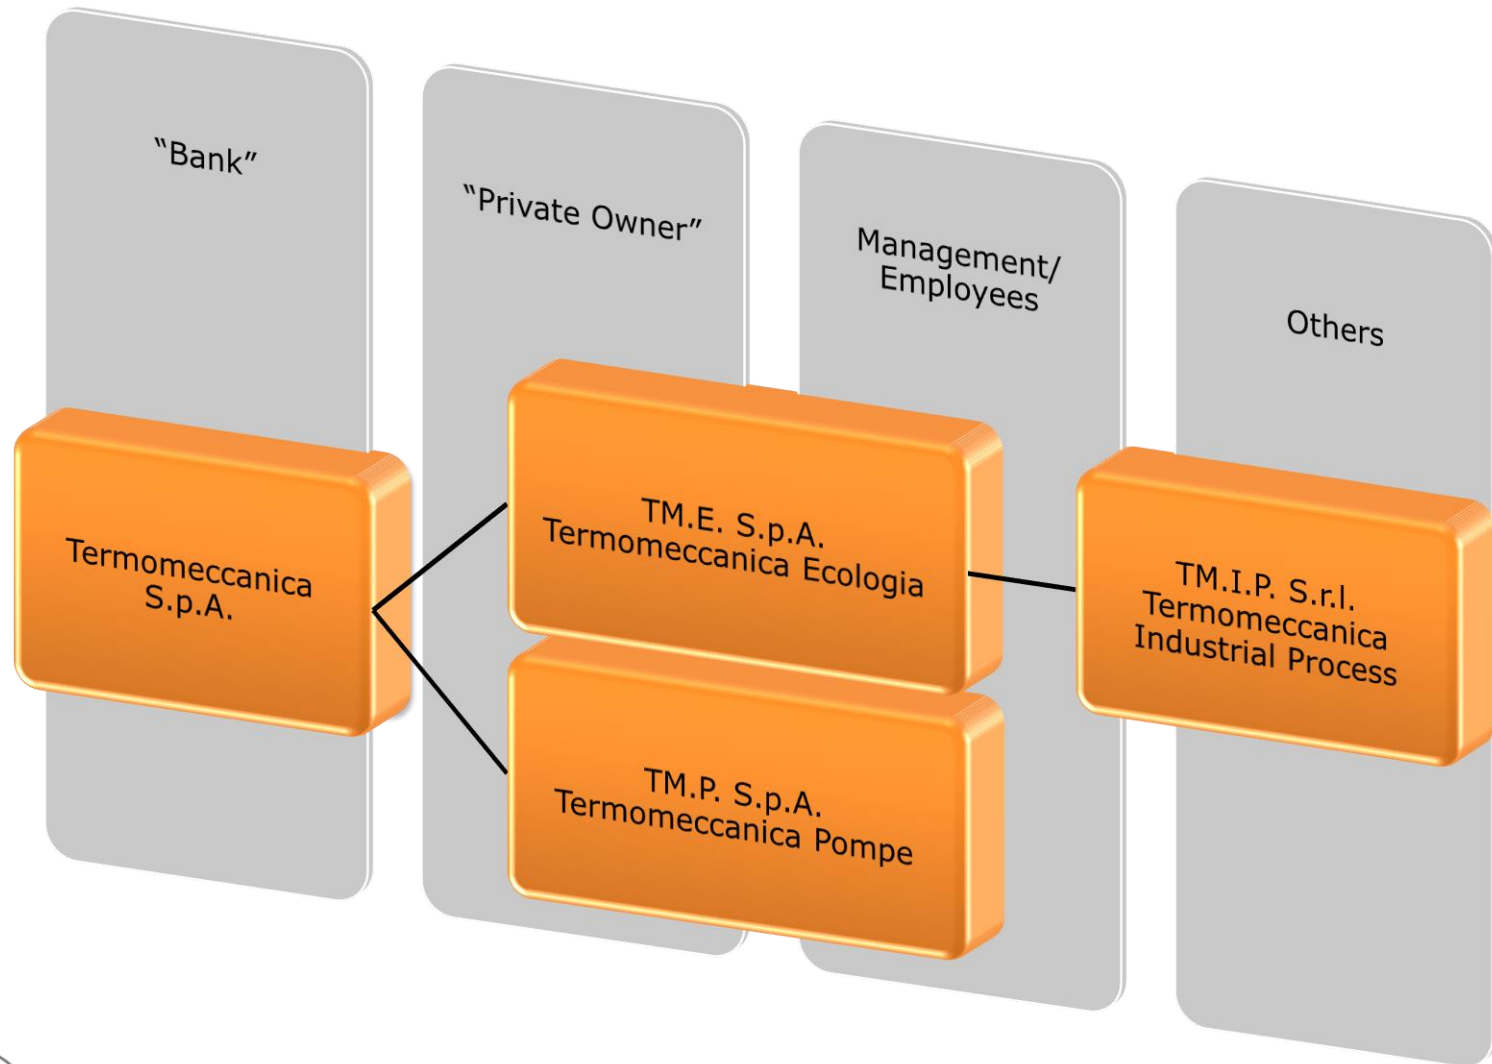 “Bank”
“Private Owner”
Management/
Employees
Others
Termomeccanica
S.p.A.
TM.E. S.p.A.
Termomeccanica Ecologia
TM.P. S.p.A.
Termomeccanica Pompe
TM.I.P. S.r.l.
Termomeccanica
Industrial Process